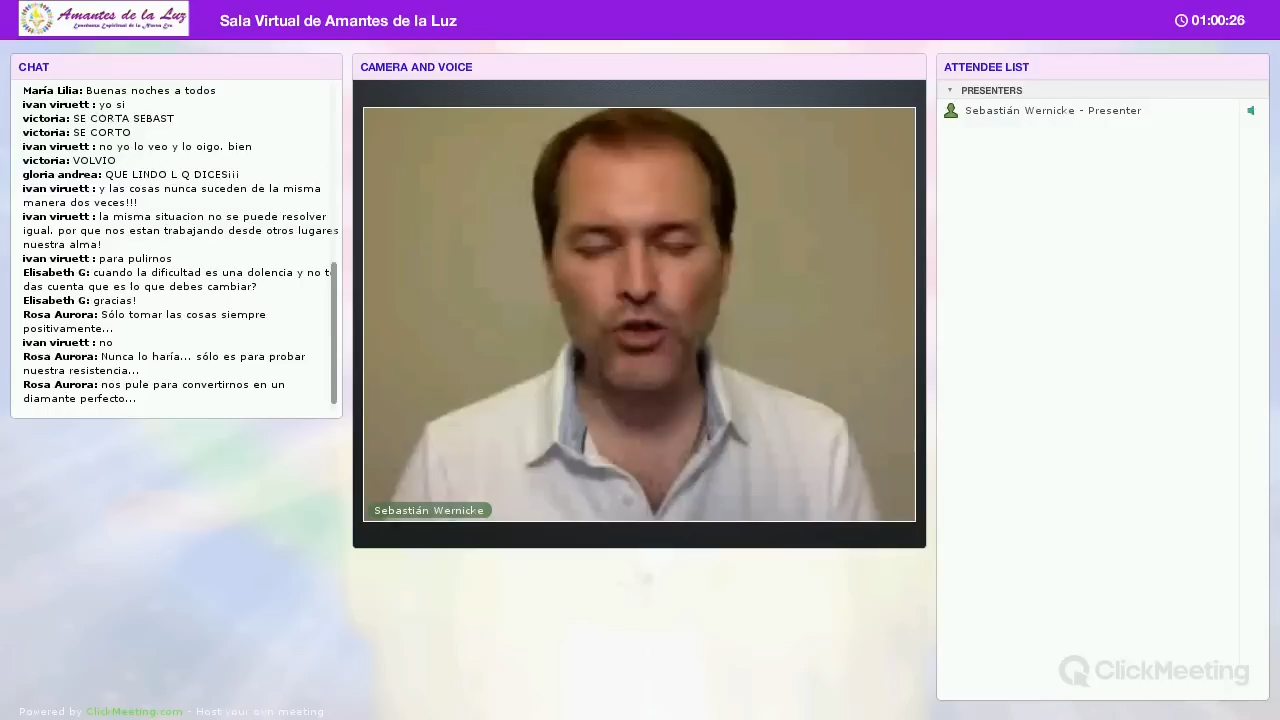 Amantes de la Luz
Enseñanza Espiritual de la Nueva Era
Sala Virtual de Amantes de la Luz
01:00:26
CHAT
María Lilia: Buenas noches a todos
ivan viruett : yo si
victoria: SE CORTA SEBAST
victoria: SE CORTO
ivan viruett : no yo lo veo y lo oigo. bien
victoria: VOLVIO
gloria andrea: QUE LINDO L Q DICES¡¡¡
ivan viruett : y las cosas nunca suceden de la misma
manera dos veces!!!
ivan viruett : la misma situacion no se puede resolver
igual. por que nos estan trabajando desde otros lugares
nuestra alma!
ivan viruett : para pulirnos
Elisabeth G: cuando la dificultad es una dolencia y no te
das cuenta que es lo que debes cambiar?
Elisabeth G: gracias!
Rosa Aurora: Sólo tomar las cosas siempre
positivamente...
ivan viruett : no
Rosa Aurora: Nunca lo haría... sólo es para probar
nuestra resistencia...
Rosa Aurora: nos pule para convertirnos en un
diamante perfecto...
CAMERA AND VOICE
Sebastián Wernicke
ATTENDEE LIST
PRESENTERS
Sebastián Wernicke - Presenter
ClickMeeting
Powered by ClickMeeting.com - Host your own meeting